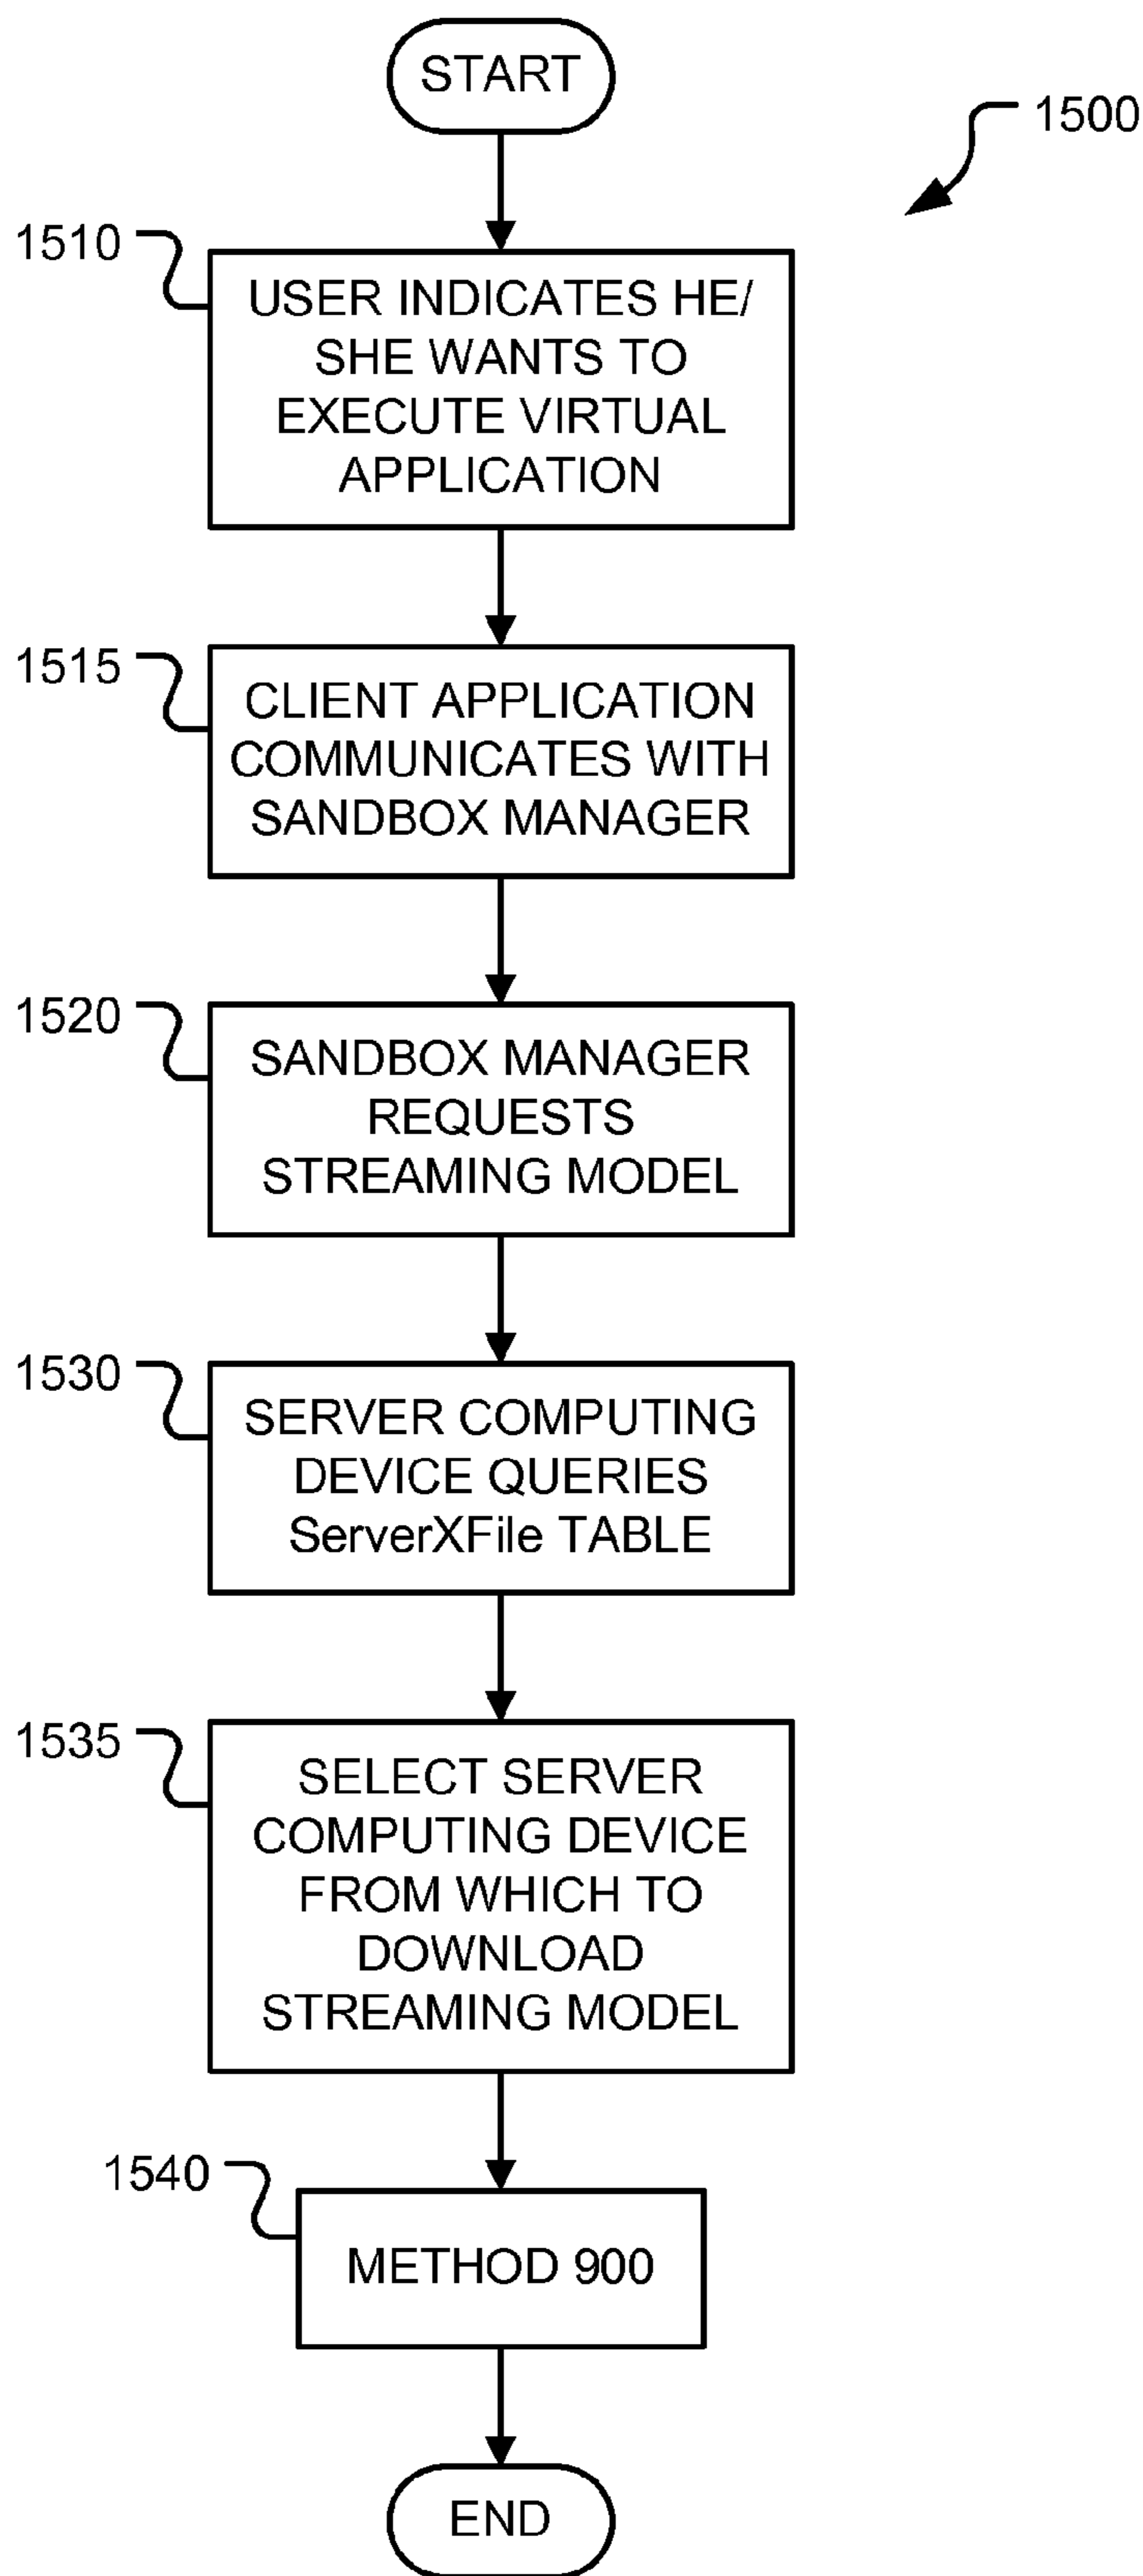 START
1500
1510
USER INDICATES HE/
SHE WANTS TO
EXECUTE VIRTUAL
APPLICATION
1515
CLIENT APPLICATION
COMMUNICATES WITH
SANDBOX MANAGER
1520
SANDBOX MANAGER
REQUESTS
STREAMING MODEL
1530
SERVER COMPUTING
DEVICE QUERIES
ServerXFile TABLE
1535
SELECT SERVER
COMPUTING DEVICE
FROM WHICH TO
DOWNLOAD
STREAMING MODEL
1540
METHOD 900
END